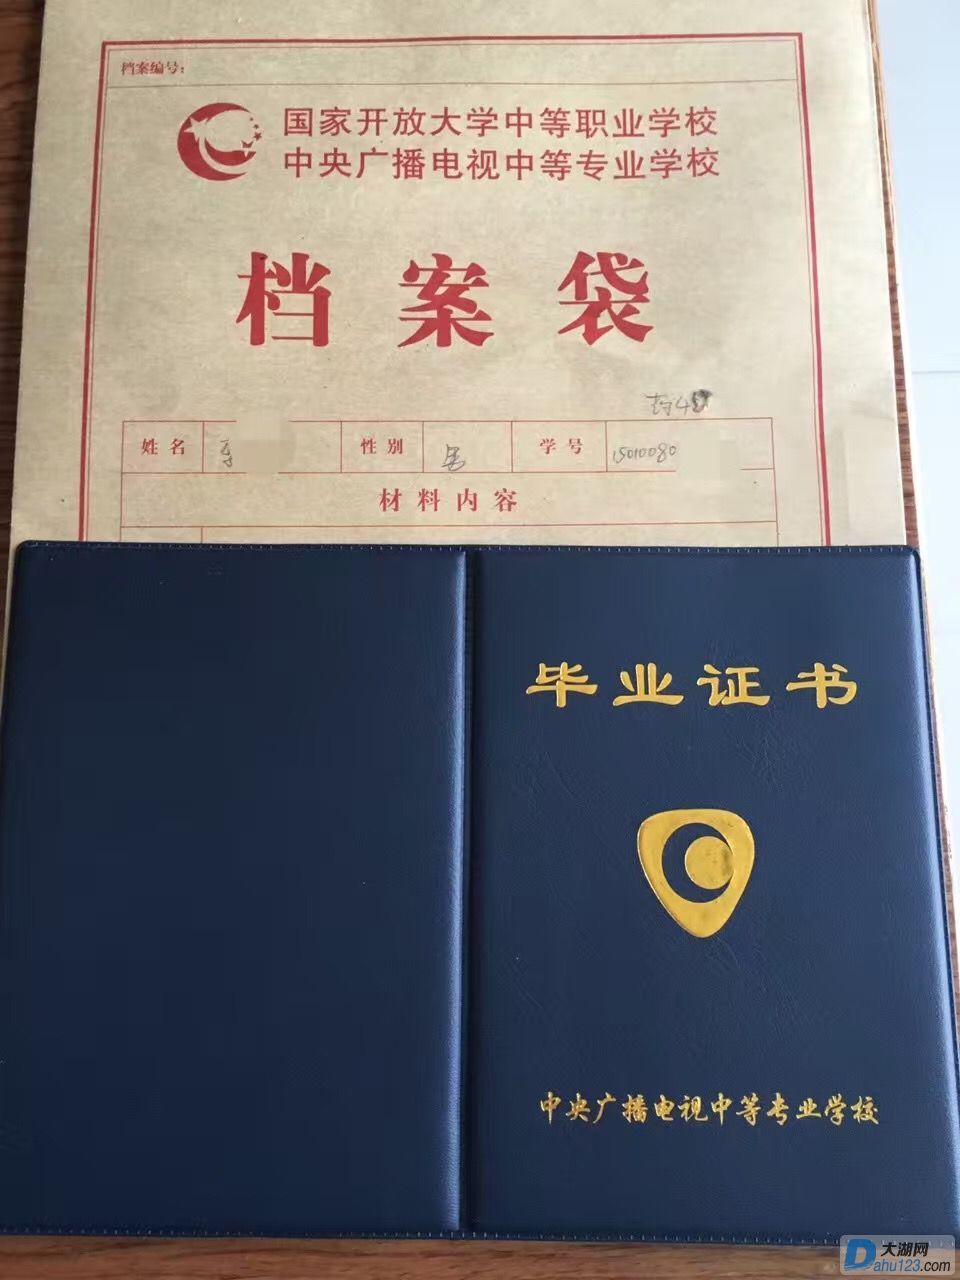 档案编号：
国家开放大学中等职业学校
中央广播电视中等专业学校
档案袋
姓名 性别 男 学号 15010080
材料内容
毕业证书
中央广播电视中等专业学校
大湖网
Dahu123.com